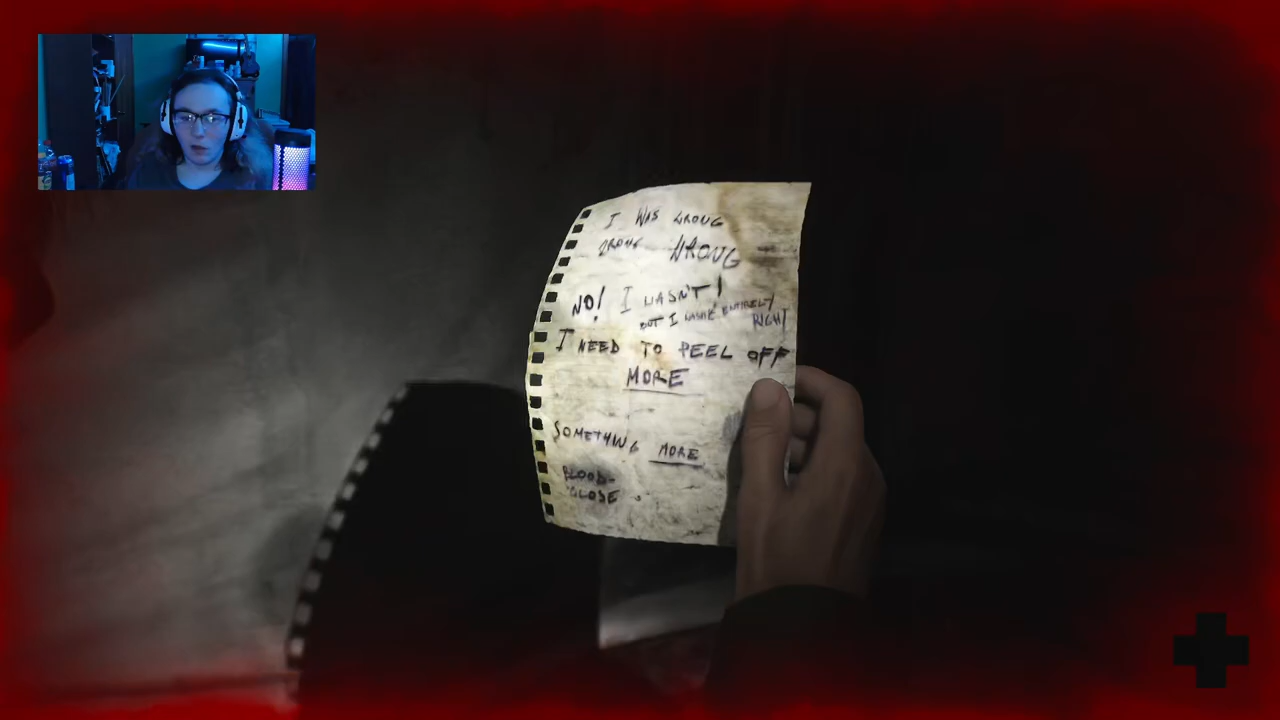 I WAS WRONG
WRONG WRONG
NO! I WASN'T!
BUT I WASN'T ENTIRELY
RIGHT
I NEED TO PEEL OFF
MORE
SOMETHING MORE
BLOOD-
CLOSE